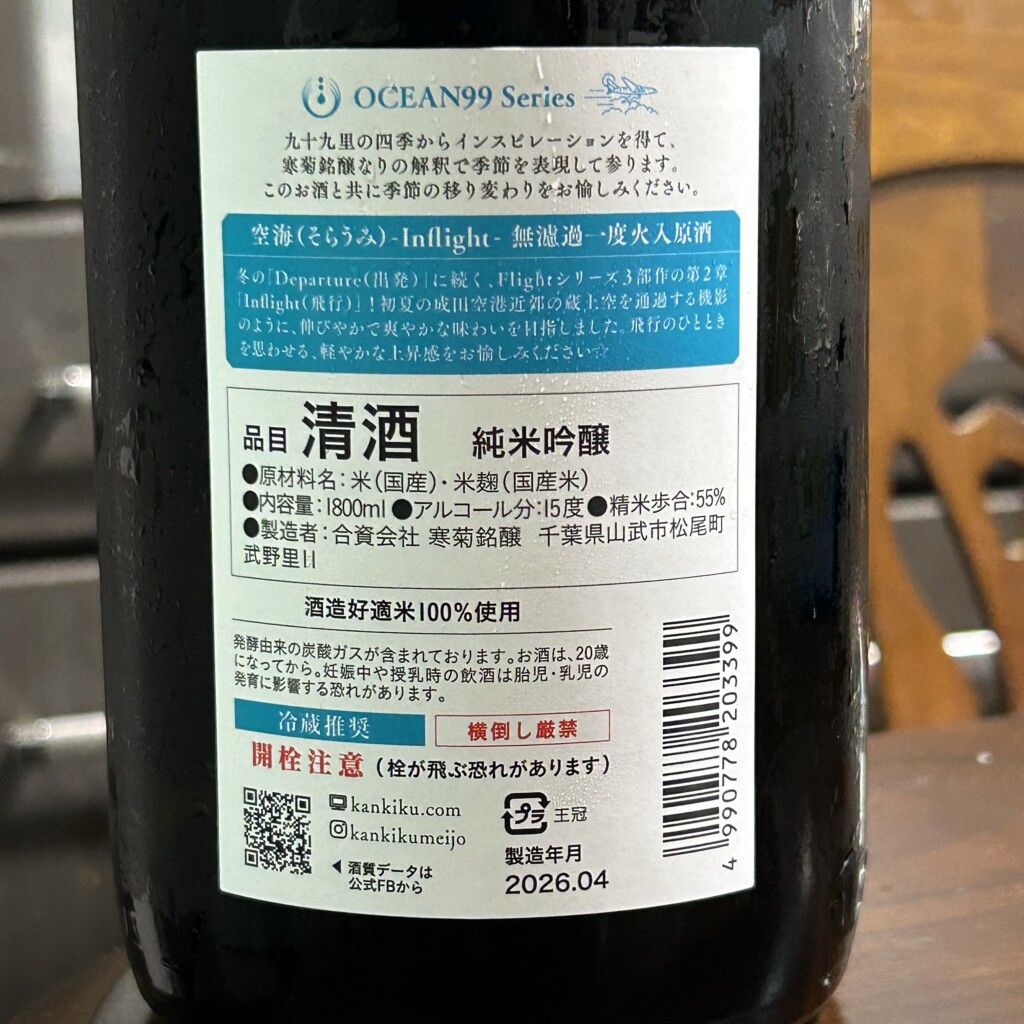 OCEAN99 Series
九十九里の四季からインスピレーションを得て、
寒菊銘醸なりの解釈で季節を表現して参ります。
このお酒と共に季節の移り変わりをお愉しみください。
空海(そらうみ)-Inflight- 無濾過一度火入原酒
冬の「Departure(出発)」に続く、Flightシリーズ3部作の第2章
「Inflight(飛行)」！初夏の成田空港近郊の蔵上空を通過する機影
のように、伸びやかで爽やかな味わいを目指しました。飛行のひととき
を思わせる、軽やかな上昇感をお愉しみください☆
品目 清酒 純米吟醸
●原材料名：米(国産)・米麹(国産米)
●内容量：1800ml ●アルコール分：15度 ●精米歩合：55%
●製造者：合資会社 寒菊銘醸 千葉県山武市松尾町
武野里11
酒造好適米100%使用
発酵由来の炭酸ガスが含まれております。お酒は、20歳
になってから。妊娠中や授乳時の飲酒は胎児・乳児の
発育に影響する恐れがあります。
冷蔵推奨 横倒し厳禁
開栓注意 (栓が飛ぶ恐れがあります)
kankiku.com
kankikumeijo
◀酒質データは
公式FBから
プラ 王冠
製造年月
2026.04
4990778203399